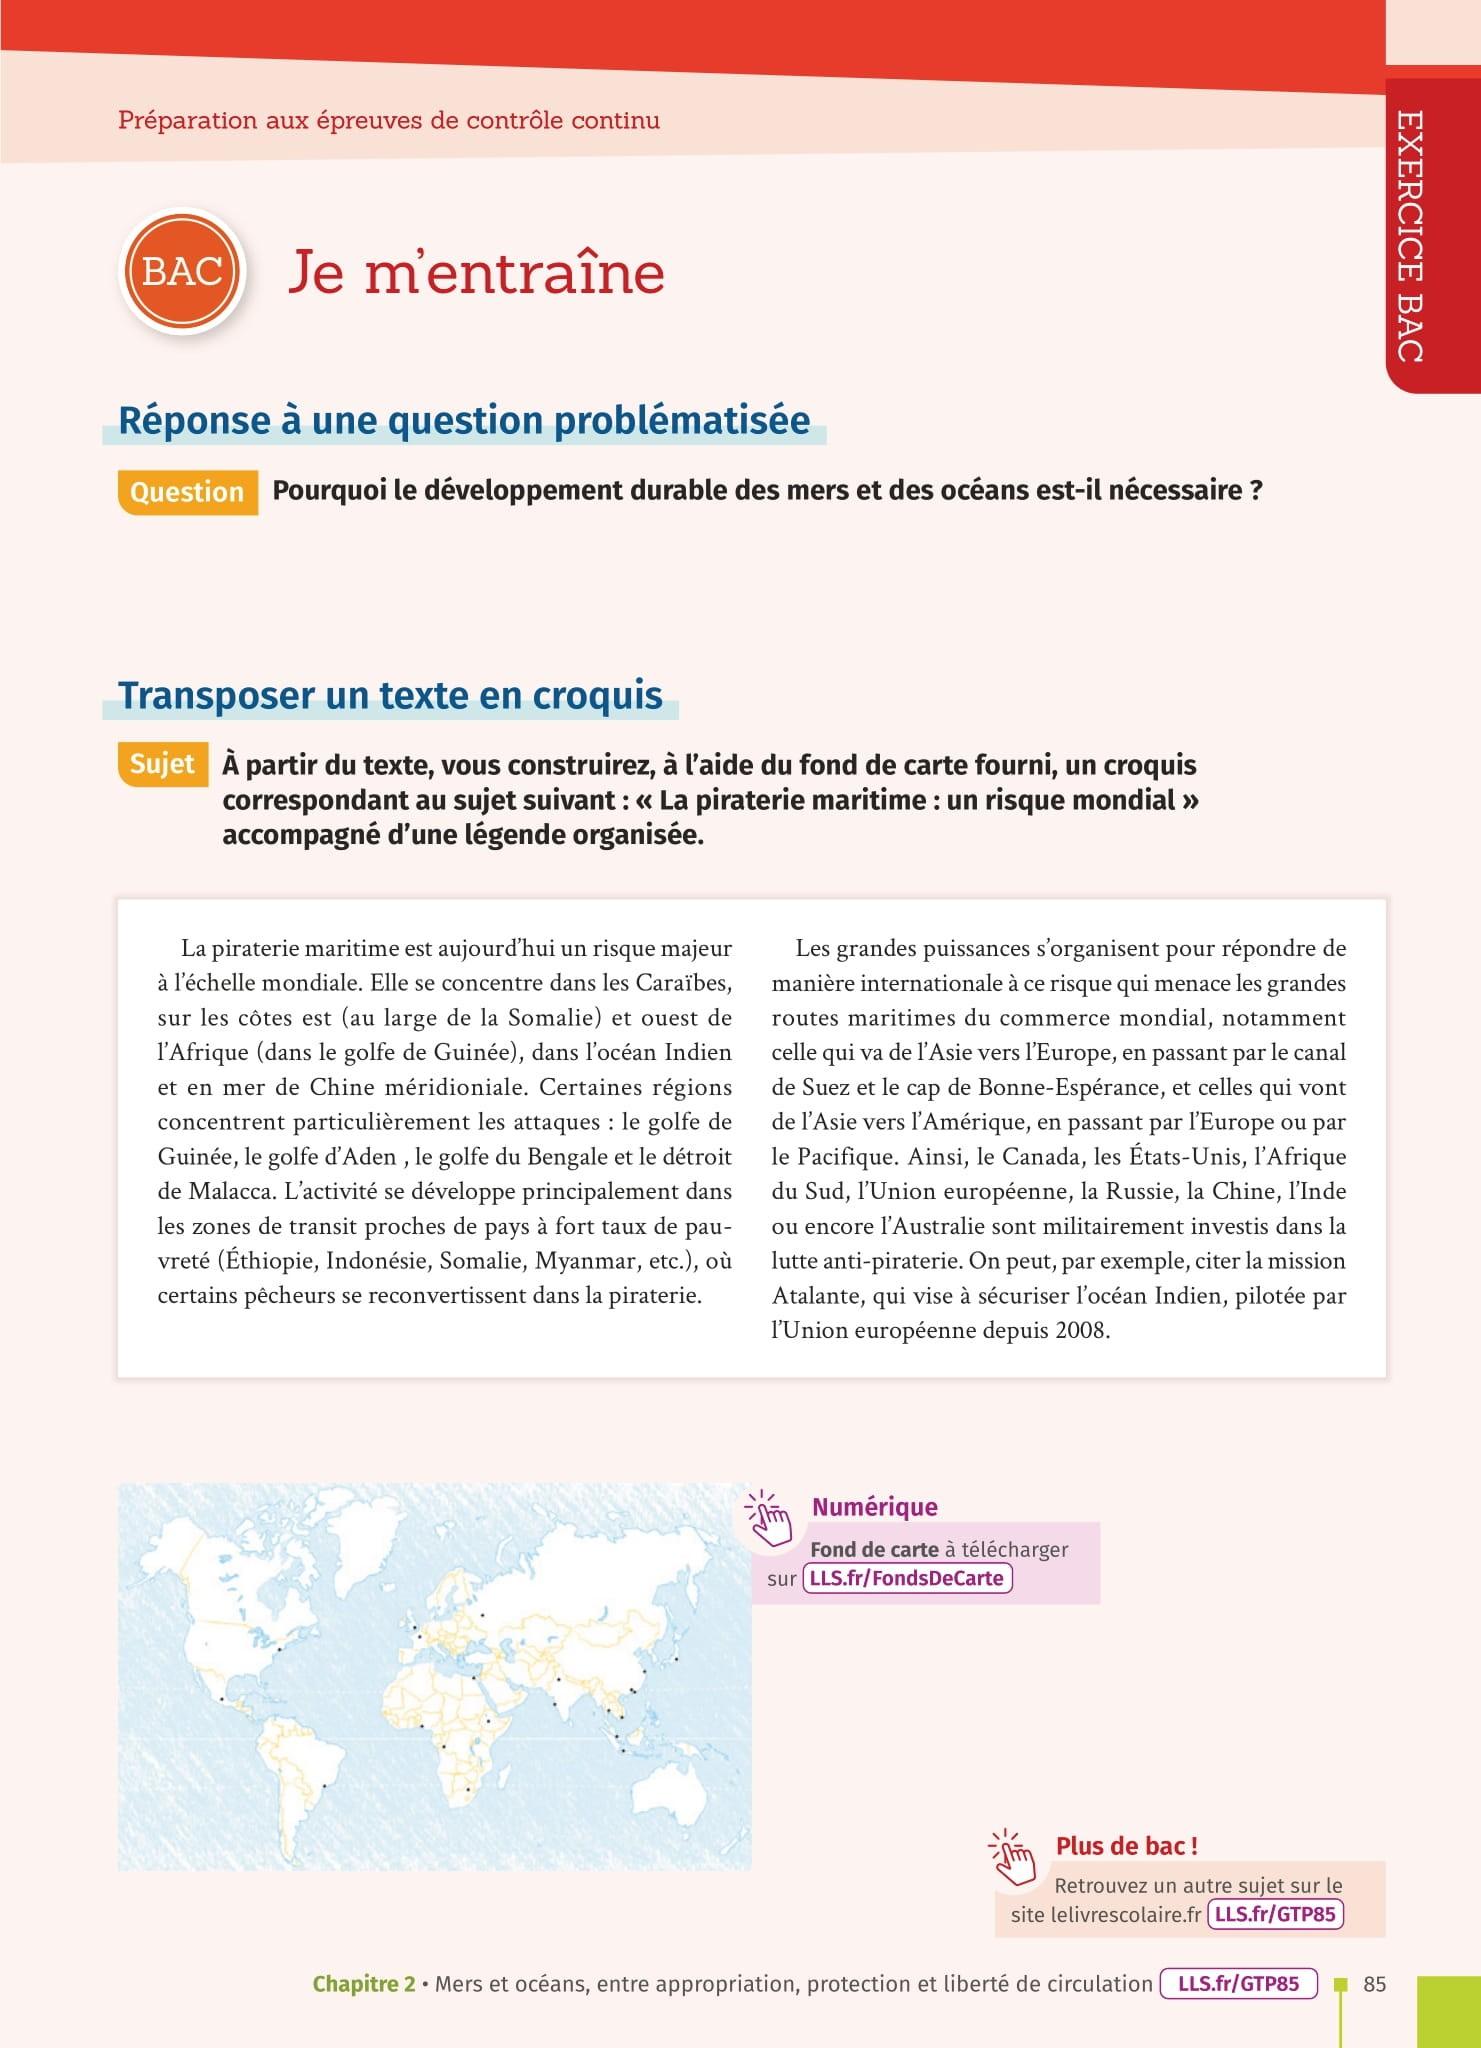 Préparation aux épreuves de contrôle continu
EXERCICE BAC
BAC
Je m'entraîne
Réponse à une question problématisée
Question Pourquoi le développement durable des mers et des océans est-il nécessaire ?
Transposer un texte en croquis
Sujet À partir du texte, vous construirez, à l'aide du fond de carte fourni, un croquis
correspondant au sujet suivant : « La piraterie maritime : un risque mondial »
accompagné d'une légende organisée.
La piraterie maritime est aujourd'hui un risque majeur
à l'échelle mondiale. Elle se concentre dans les Caraïbes,
sur les côtes est (au large de la Somalie) et ouest de
l'Afrique (dans le golfe de Guinée), dans l'océan Indien
et en mer de Chine méridioniale. Certaines régions
concentrent particulièrement les attaques : le golfe de
Guinée, le golfe d'Aden , le golfe du Bengale et le détroit
de Malacca. L'activité se développe principalement dans
les zones de transit proches de pays à fort taux de pau-
vreté (Éthiopie, Indonésie, Somalie, Myanmar, etc.), où
certains pêcheurs se reconvertissent dans la piraterie.
Les grandes puissances s'organisent pour répondre de
manière internationale à ce risque qui menace les grandes
routes maritimes du commerce mondial, notamment
celle qui va de l'Asie vers l'Europe, en passant par le canal
de Suez et le cap de Bonne-Espérance, et celles qui vont
de l'Asie vers l'Amérique, en passant par l'Europe ou par
le Pacifique. Ainsi, le Canada, les États-Unis, l'Afrique
du Sud, l'Union européenne, la Russie, la Chine, l'Inde
ou encore l'Australie sont militairement investis dans la
lutte anti-piraterie. On peut, par exemple, citer la mission
Atalante, qui vise à sécuriser l'océan Indien, pilotée par
l'Union européenne depuis 2008.
Numérique
Fond de carte à télécharger
sur LLS.fr/FondsDeCarte
Plus de bac !
Retrouvez un autre sujet sur le
site lelivrescolaire.fr LLS.fr/GTP85
Chapitre 2 • Mers et océans, entre appropriation, protection et liberté de circulation LLS.fr/GTP85 85